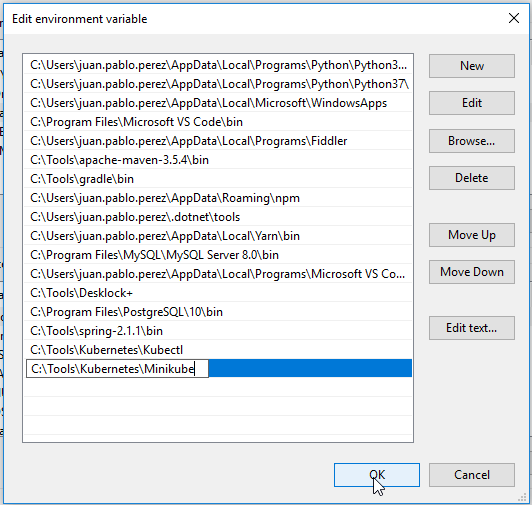 Edit environment variable
C:\Users\juan.pablo.perez\AppData\Local\Programs\Python\Python3...
C:\Users\juan.pablo.perez\AppData\Local\Programs\Python\Python37\
C:\Users\juan.pablo.perez\AppData\Local\Microsoft\WindowsApps
C:\Program Files\Microsoft VS Code\bin
C:\Users\juan.pablo.perez\AppData\Local\Programs\Fiddler
C:\Tools\apache-maven-3.5.4\bin
C:\Tools\gradle\bin
C:\Users\juan.pablo.perez\AppData\Roaming\npm
C:\Users\juan.pablo.perez\.dotnet\tools
C:\Users\juan.pablo.perez\AppData\Local\Yarn\bin
C:\Program Files\MySQL\MySQL Server 8.0\bin
C:\Users\juan.pablo.perez\AppData\Local\Programs\Microsoft VS Co...
C:\Tools\Desklock+
C:\Program Files\PostgreSQL\10\bin
C:\Tools\spring-2.1.1\bin
C:\Tools\Kubernetes\Kubectl
C:\Tools\Kubernetes\Minikube
New
Edit
Browse...
Delete
Move Up
Move Down
Edit text...
OK
Cancel